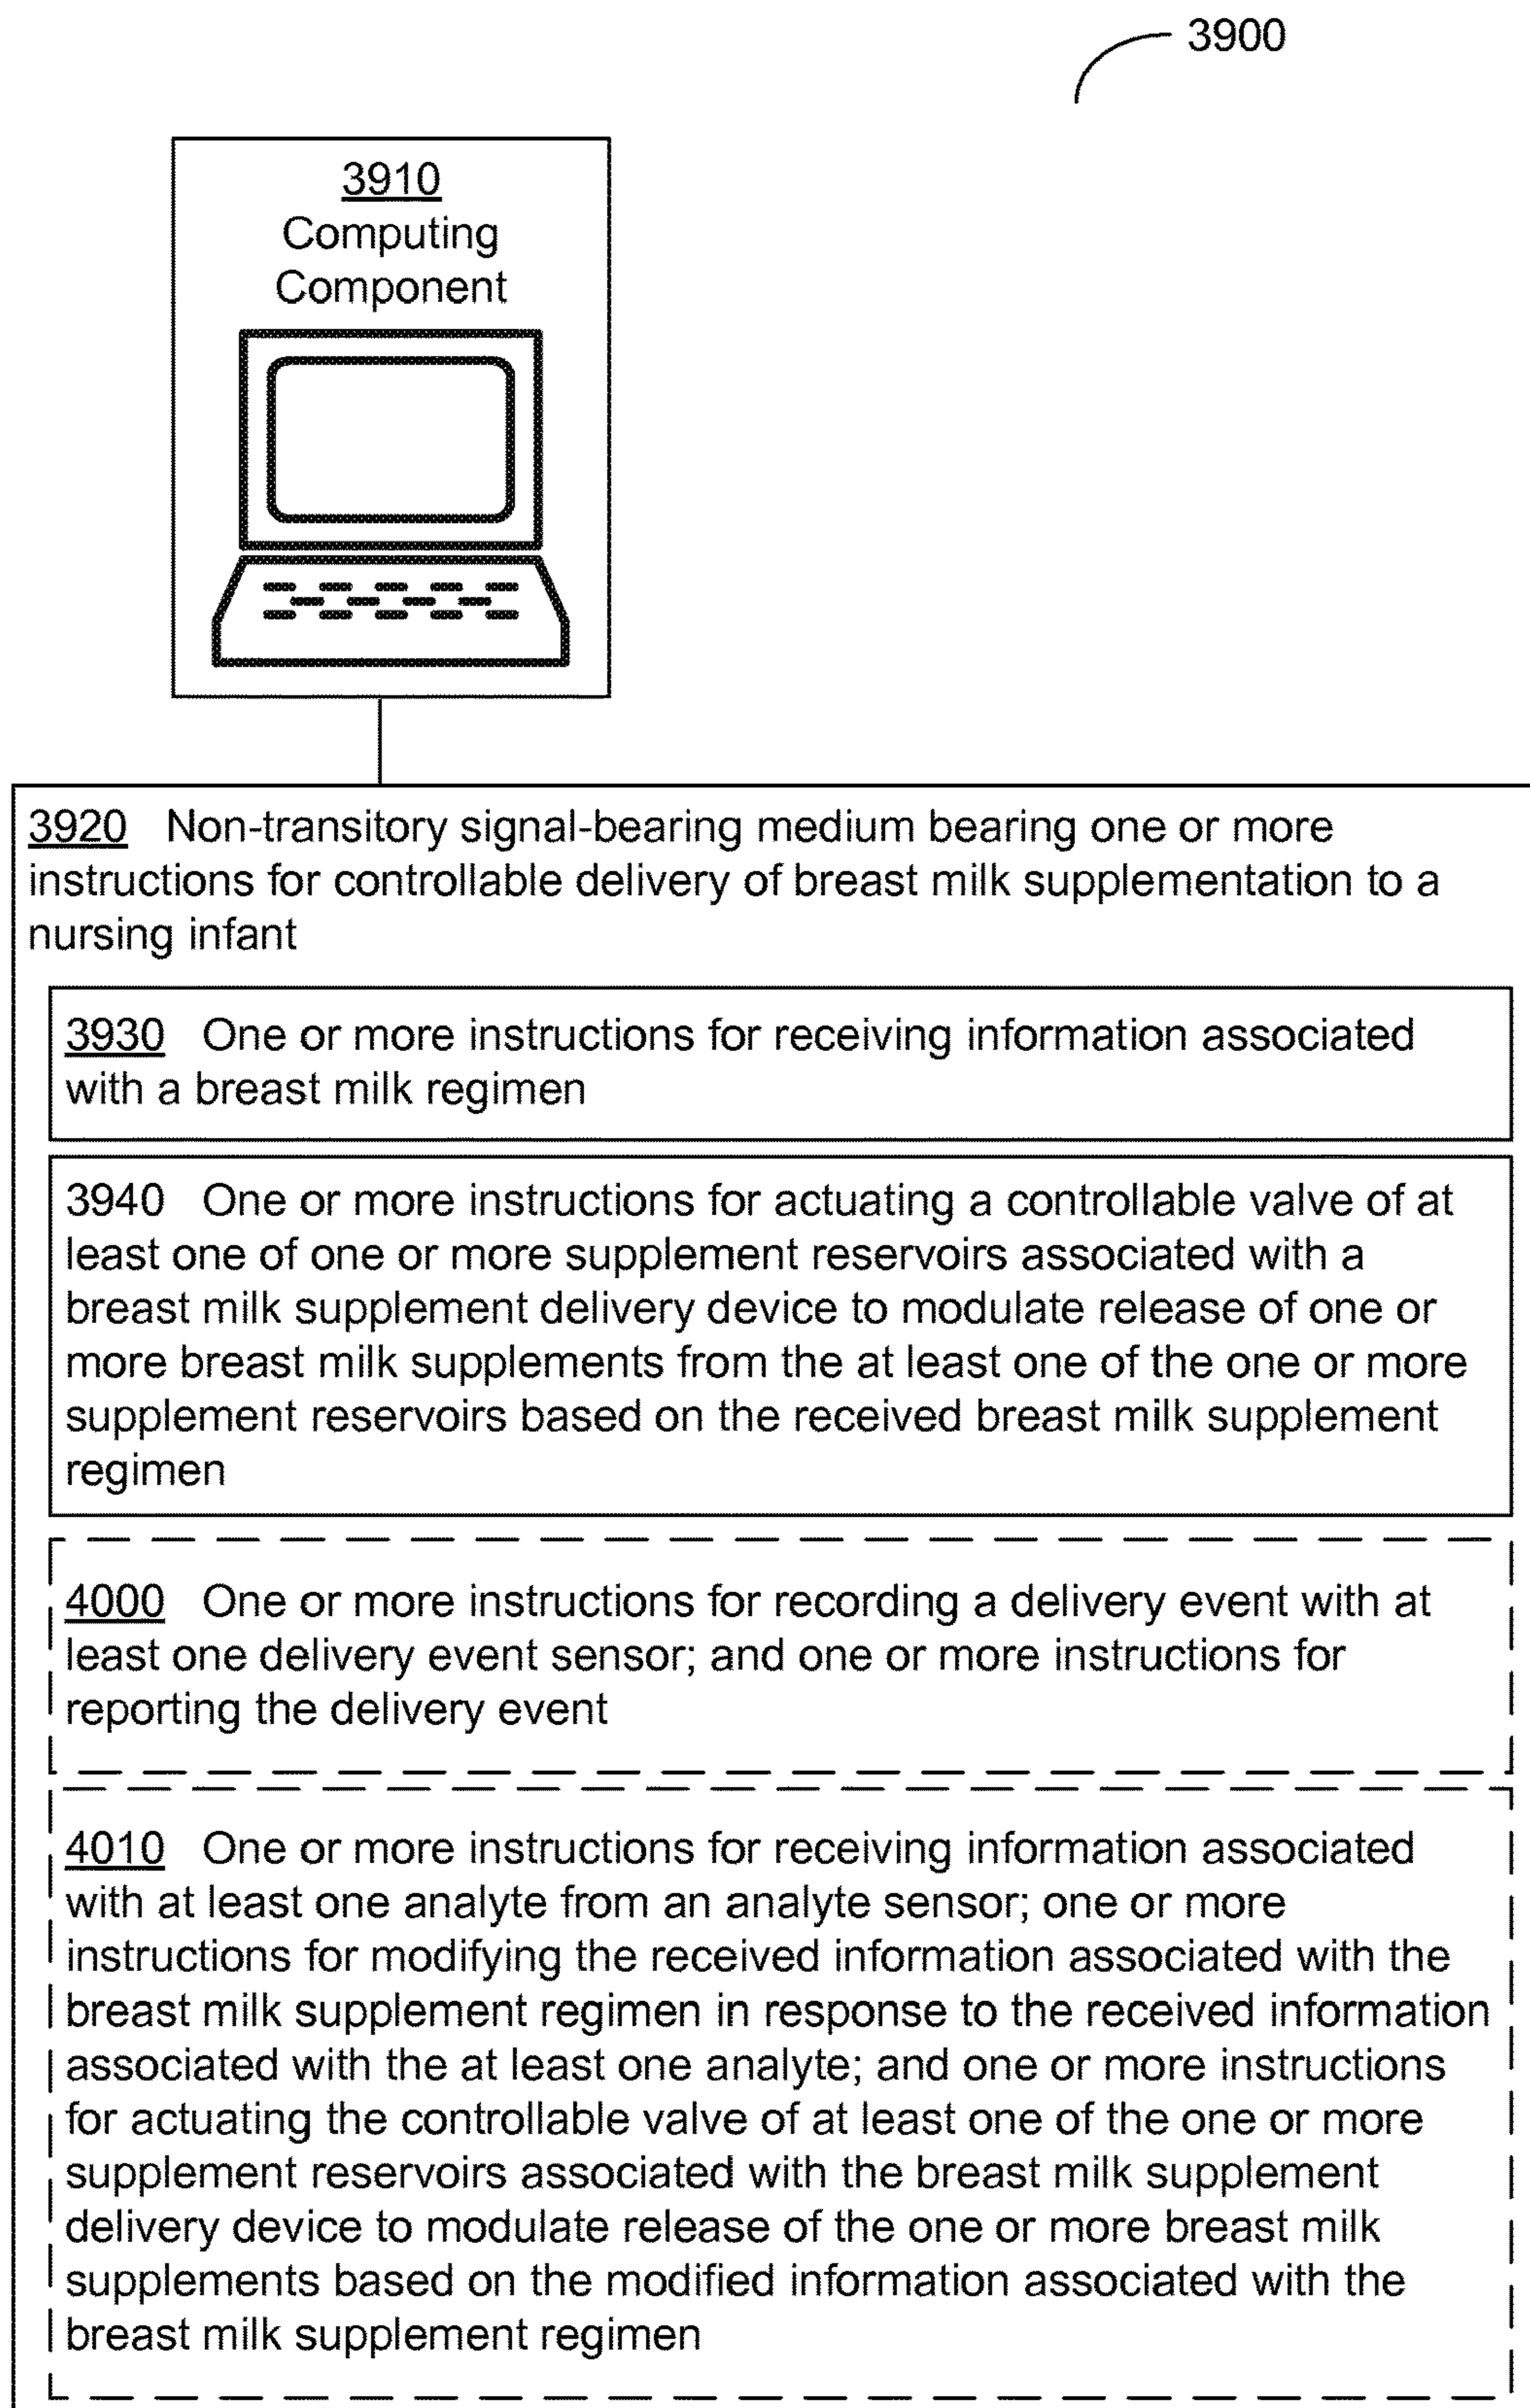 3900
3910
Computing
Component
3920 Non-transitory signal-bearing medium bearing one or more
instructions for controllable delivery of breast milk supplementation to a
nursing infant
3930 One or more instructions for receiving information associated
with a breast milk regimen
3940 One or more instructions for actuating a controllable valve of at
least one of one or more supplement reservoirs associated with a
breast milk supplement delivery device to modulate release of one or
more breast milk supplements from the at least one of the one or more
supplement reservoirs based on the received breast milk supplement
regimen
4000 One or more instructions for recording a delivery event with at
least one delivery event sensor; and one or more instructions for
reporting the delivery event
4010 One or more instructions for receiving information associated
with at least one analyte from an analyte sensor; one or more
instructions for modifying the received information associated with the
breast milk supplement regimen in response to the received information
associated with the at least one analyte; and one or more instructions
for actuating the controllable valve of at least one of the one or more
supplement reservoirs associated with the breast milk supplement
delivery device to modulate release of the one or more breast milk
supplements based on the modified information associated with the
breast milk supplement regimen